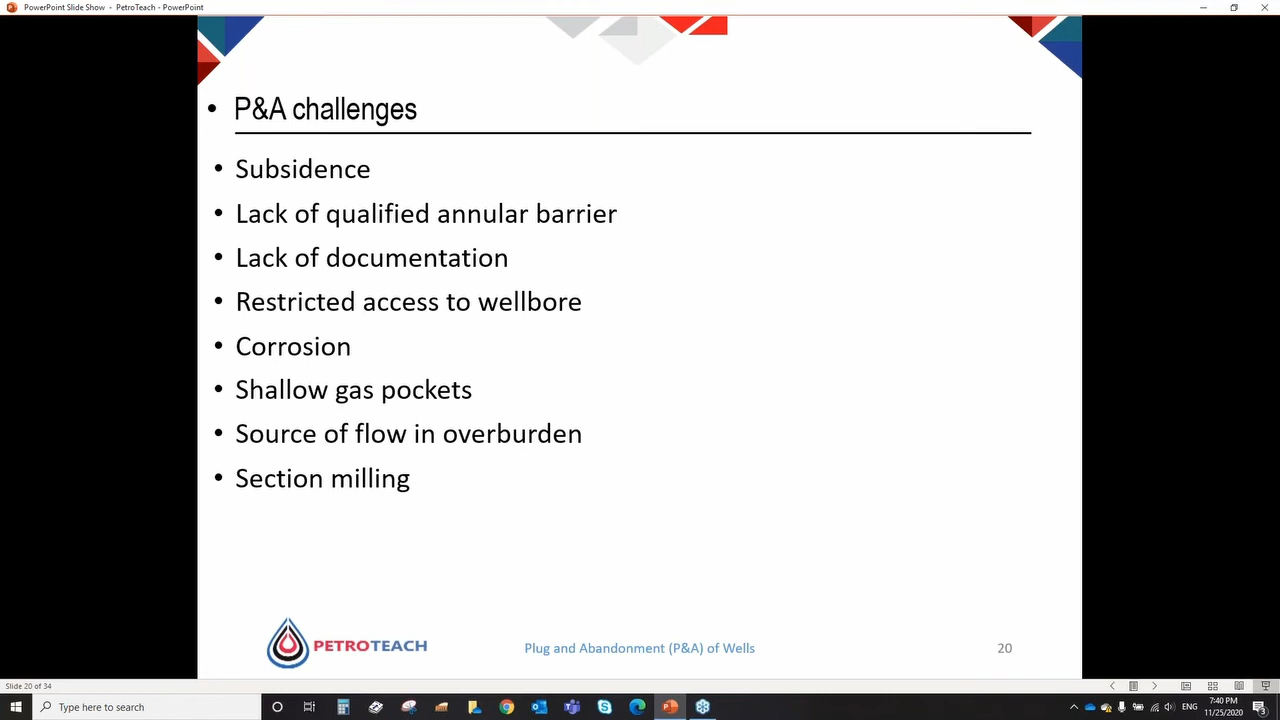 PowerPoint Slide Show - PetroTeach - PowerPoint
• P&A challenges
• Subsidence
• Lack of qualified annular barrier
• Lack of documentation
• Restricted access to wellbore
• Corrosion
• Shallow gas pockets
• Source of flow in overburden
• Section milling
PETROTEACH
Plug and Abandonment (P&A) of Wells
20
Slide 20 of 34
Type here to search
ENG
7:40 PM
11/25/2020
3